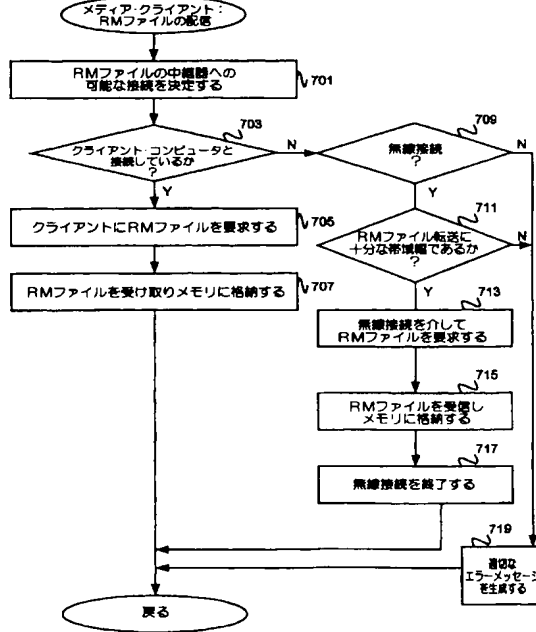 メディア·クライアント:
RMファイルの配信
RMファイルの中継器への
可能な接続を決定する
701
703
クライアント·コンピュータと
接続しているか
?
N
Y
709
無線接続
?
N
Y
クライアントにRMファイルを要求する
705
711
RMファイル転送に
十分な帯域幅であるか
?
N
Y
RMファイルを受け取りメモリに格納する
707
713
無線接続を介して
RMファイルを要求する
715
RMファイルを受信し
メモリに格納する
717
無線接続を終了する
719
適切な
エラーメッセージ
を生成する
戻る